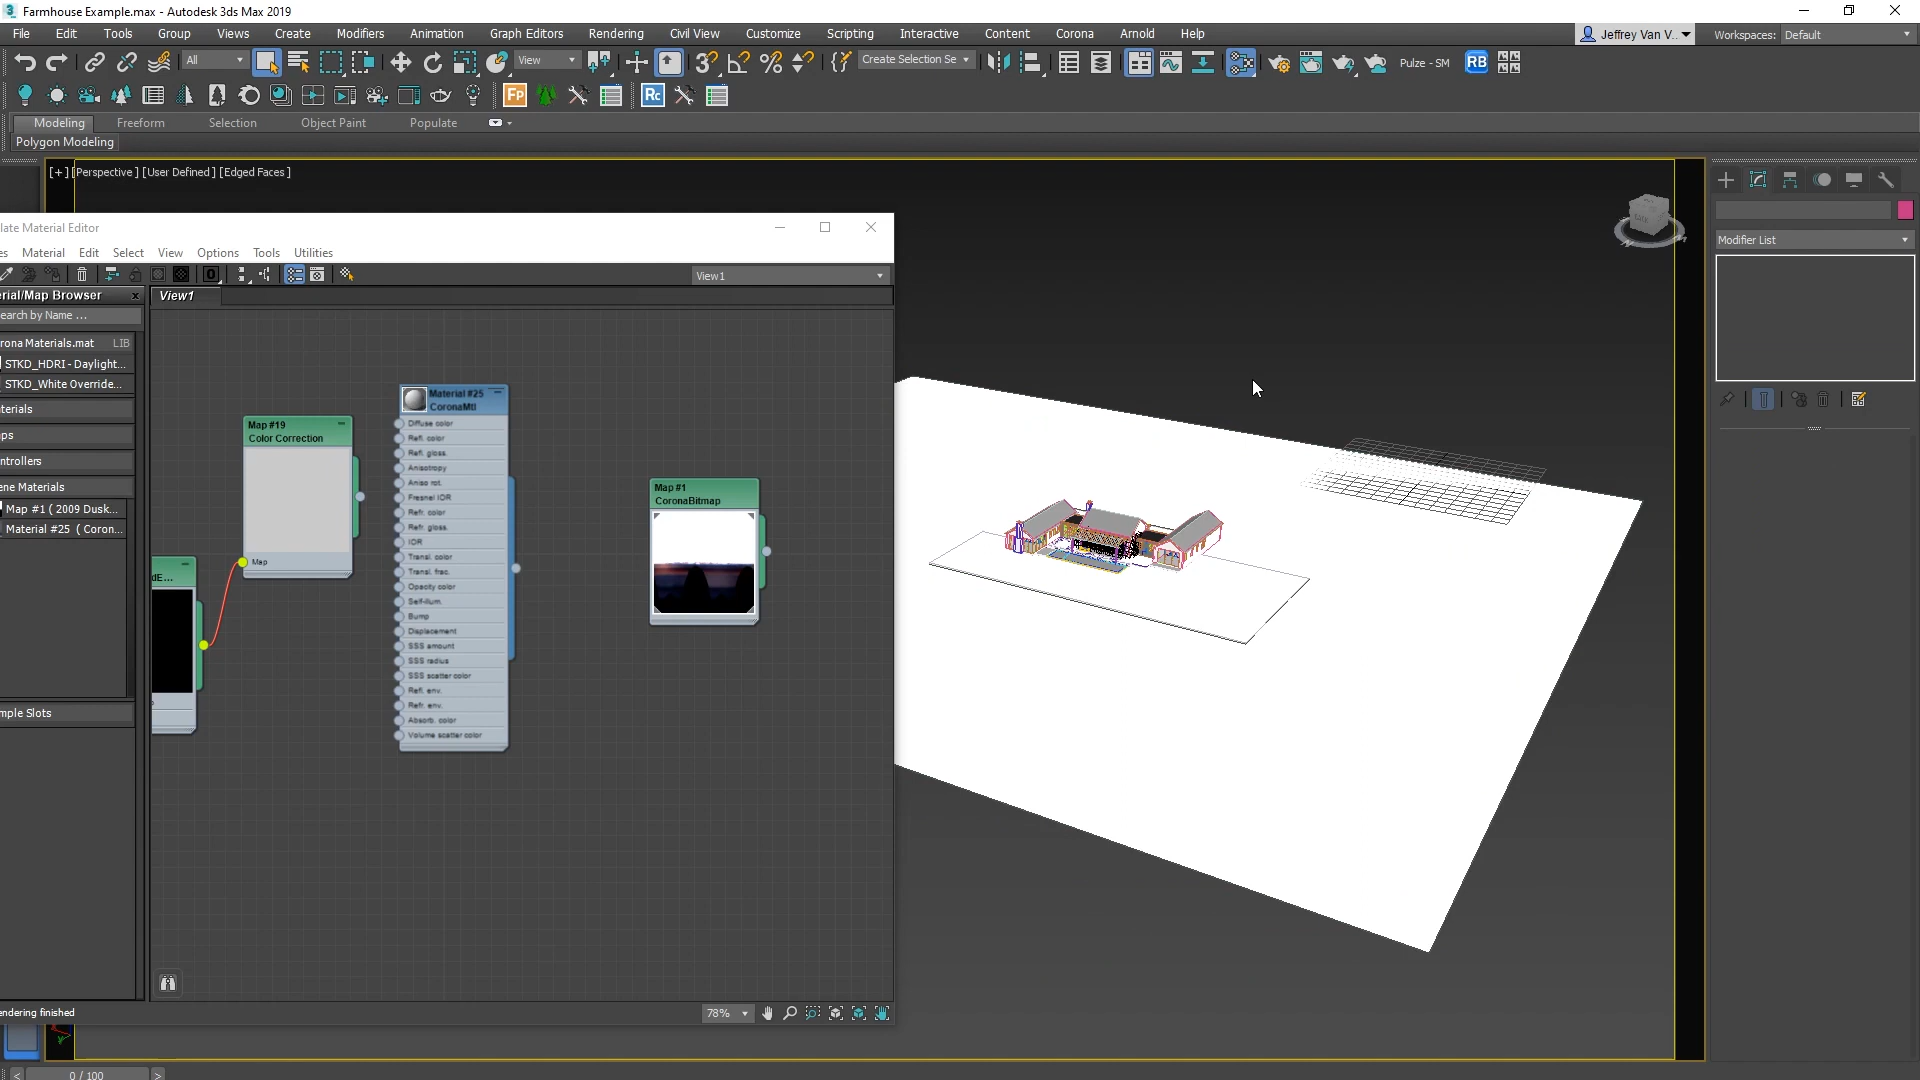 Farmhouse Example.max - Autodesk 3ds Max 2019
File Edit Tools Group Views Create Modifiers Animation Graph Editors Rendering Civil View Customize Scripting Interactive Content Corona Arnold Help
Jeffrey Van V.. Workspaces: Default
All View Create Selection Se Pulze - SM RB
Fp Rc
Modeling Freeform Selection Object Paint Populate
Polygon Modeling
[+] [Perspective ] [User Defined ] [Edged Faces ]
Modifier List
late Material Editor
es Material Edit Select View Options Tools Utilities
View1
erial/Map Browser x
View1
earch by Name ...
rona Materials.mat LIB
STKD_HDRI - Daylight...
STKD_White Override...
terials
ps
ntrollers
ene Materials
Map #1 ( 2009 Dusk...
Material #25 ( Coron...
mple Slots
dE...
Map #19
Color Correction
Map
Material #25
CoronaMtl
Diffuse color
Refl. color
Refl. gloss.
Anisotropy
Aniso rot.
Fresnel IOR
Refr. color
Refr. gloss.
IOR
Transl. color
Transl. frac.
Opacity color
Self-Illum
Bump
Displacement
SSS amount
SSS radius
SSS scatter color
Refl. env.
Refr. env.
Absorb. color
Volume scatter color
Map #1
CoronaBitmap
endering finished
78%
< 0 / 100 >